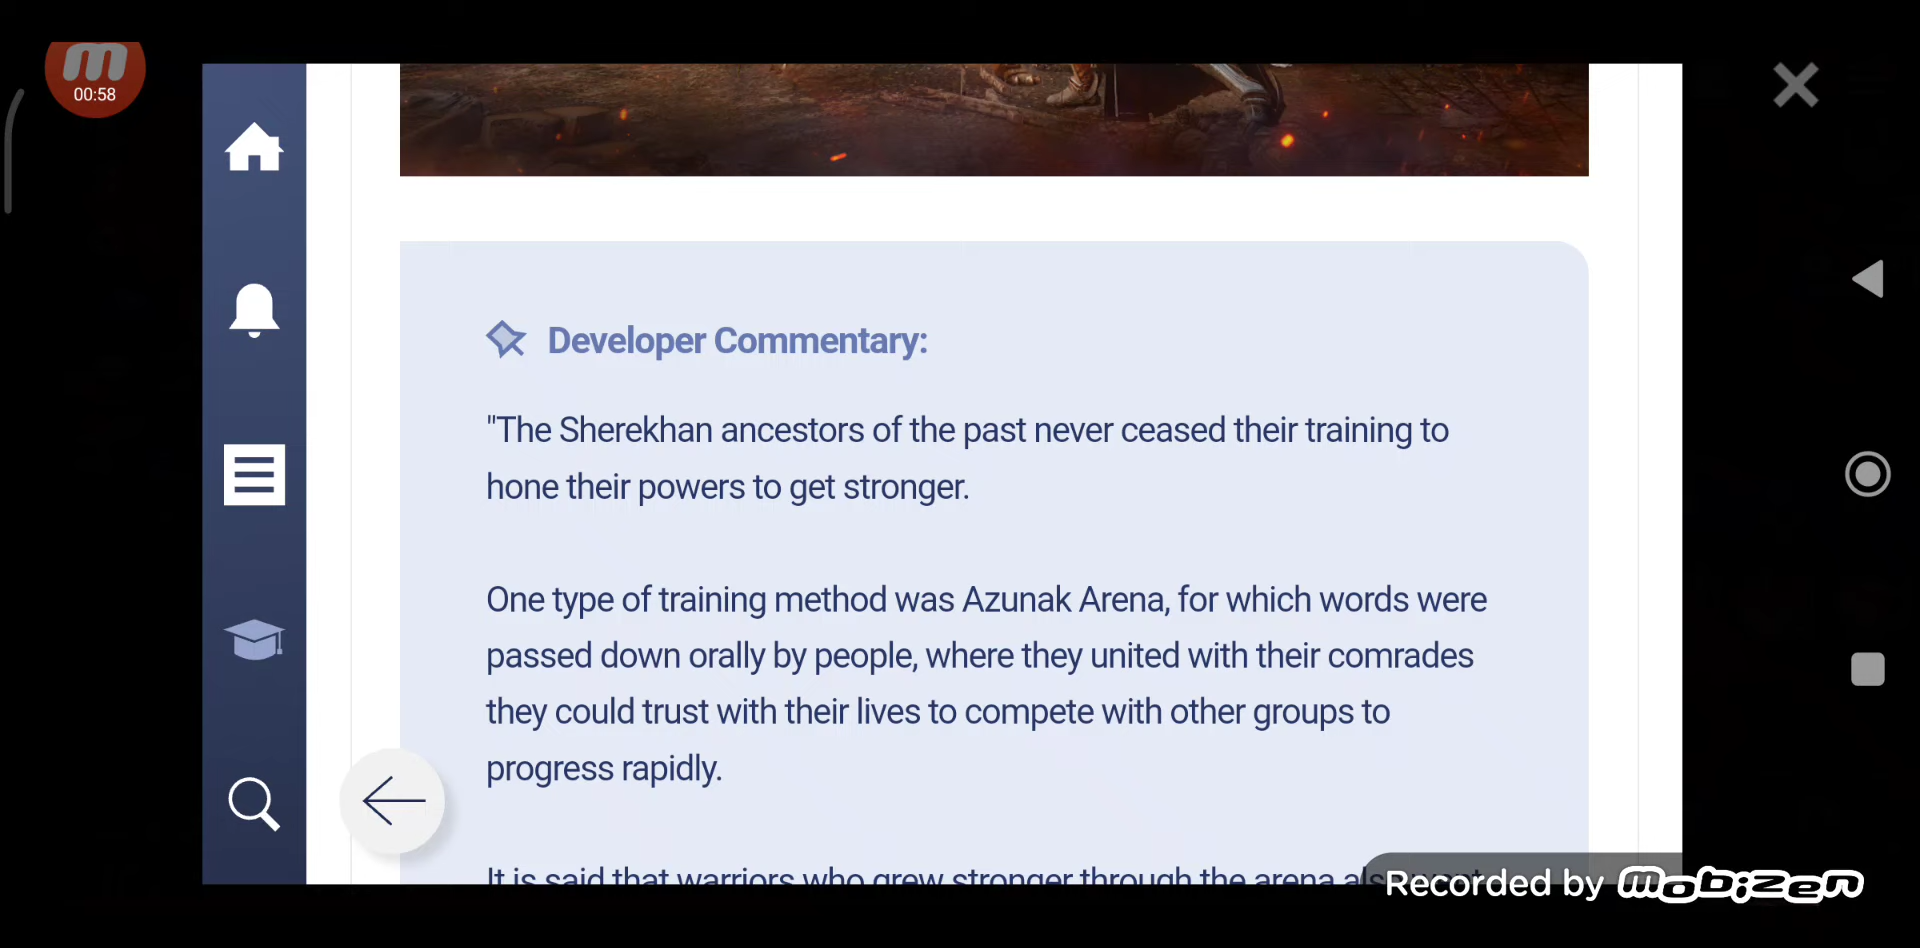 00:58
Developer Commentary:
"The Sherekhan ancestors of the past never ceased their training to
hone their powers to get stronger.
One type of training method was Azunak Arena, for which words were
passed down orally by people, where they united with their comrades
they could trust with their lives to compete with other groups to
progress rapidly.
It is said that warriors who grew stronger through the arena
Recorded by mobizen